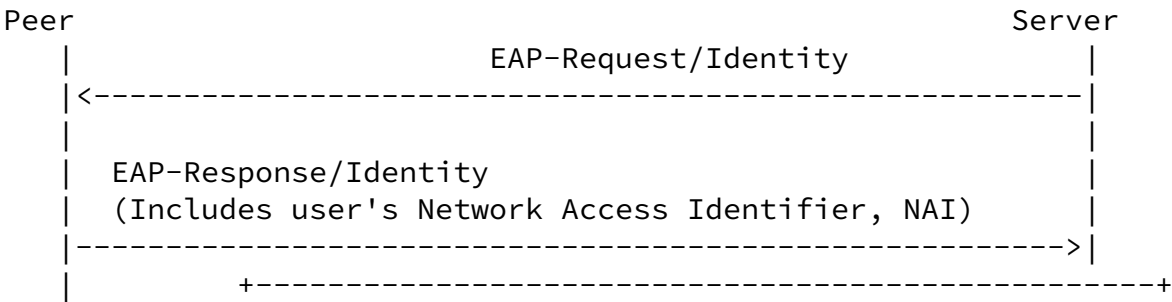 Peer                                                    Server
   |                       EAP-Request/Identity             |
   |<-------------------------------------------------------|
   |                                                        |
   |  EAP-Response/Identity                                 |
   |  (Includes user's Network Access Identifier, NAI)      |
   |------------------------------------------------------->|
   |         +--------------------------------------------------+